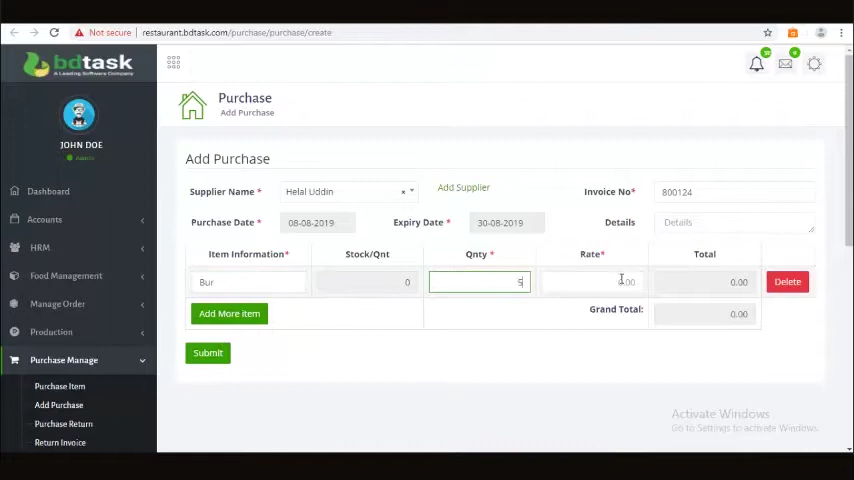 Not secure
restaurant.bdtask.com/purchase/purchase/create
bdtask
A Leading Software Company
JOHN DOE
Admin
Dashboard
Accounts
HRM
Food Management
Manage Order
Production
Purchase Manage
Purchase Item
Add Purchase
Purchase Return
Return Invoice
Purchase
Add Purchase
Add Purchase
Supplier Name * Helal Uddin × Add Supplier Invoice No* 800124
Purchase Date * 08-08-2019 Expiry Date * 30-08-2019 Details Details
Item Information* Stock/Qnt Qnty * Rate* Total
Bur 0 5 0.00 0.00 Delete
Add More item Grand Total: 0.00
Submit
Activate Windows
Go to Settings to activate Windows.